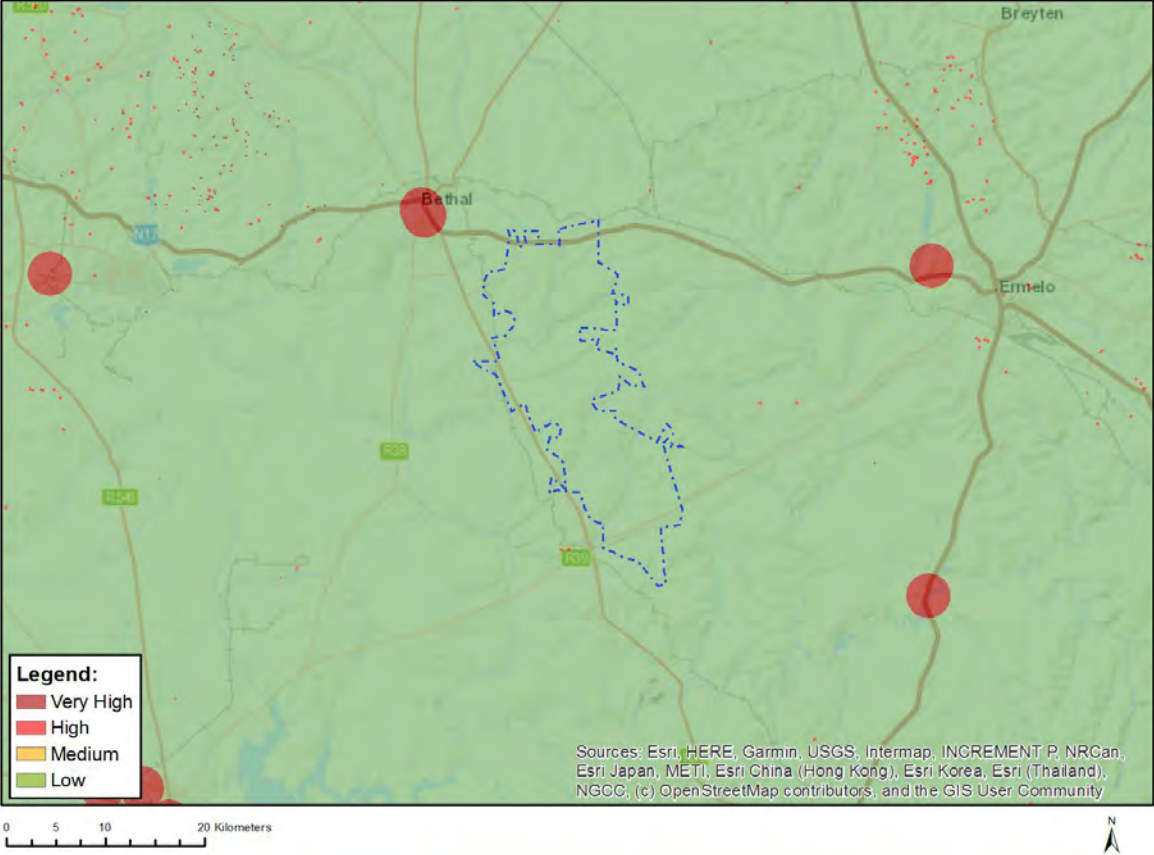 Breyten
Bethal
N17
Ermelo
R38
R546
R39
Legend:
Very High
High
Medium
Low
Sources: Esri, HERE, Garmin, USGS, Intermap, INCREMENT P, NRCan,
Esri Japan, METI, Esri China (Hong Kong), Esri Korea, Esri (Thailand),
NGCC, (c) OpenStreetMap contributors, and the GIS User Community
0 5 10 20 Kilometers
N